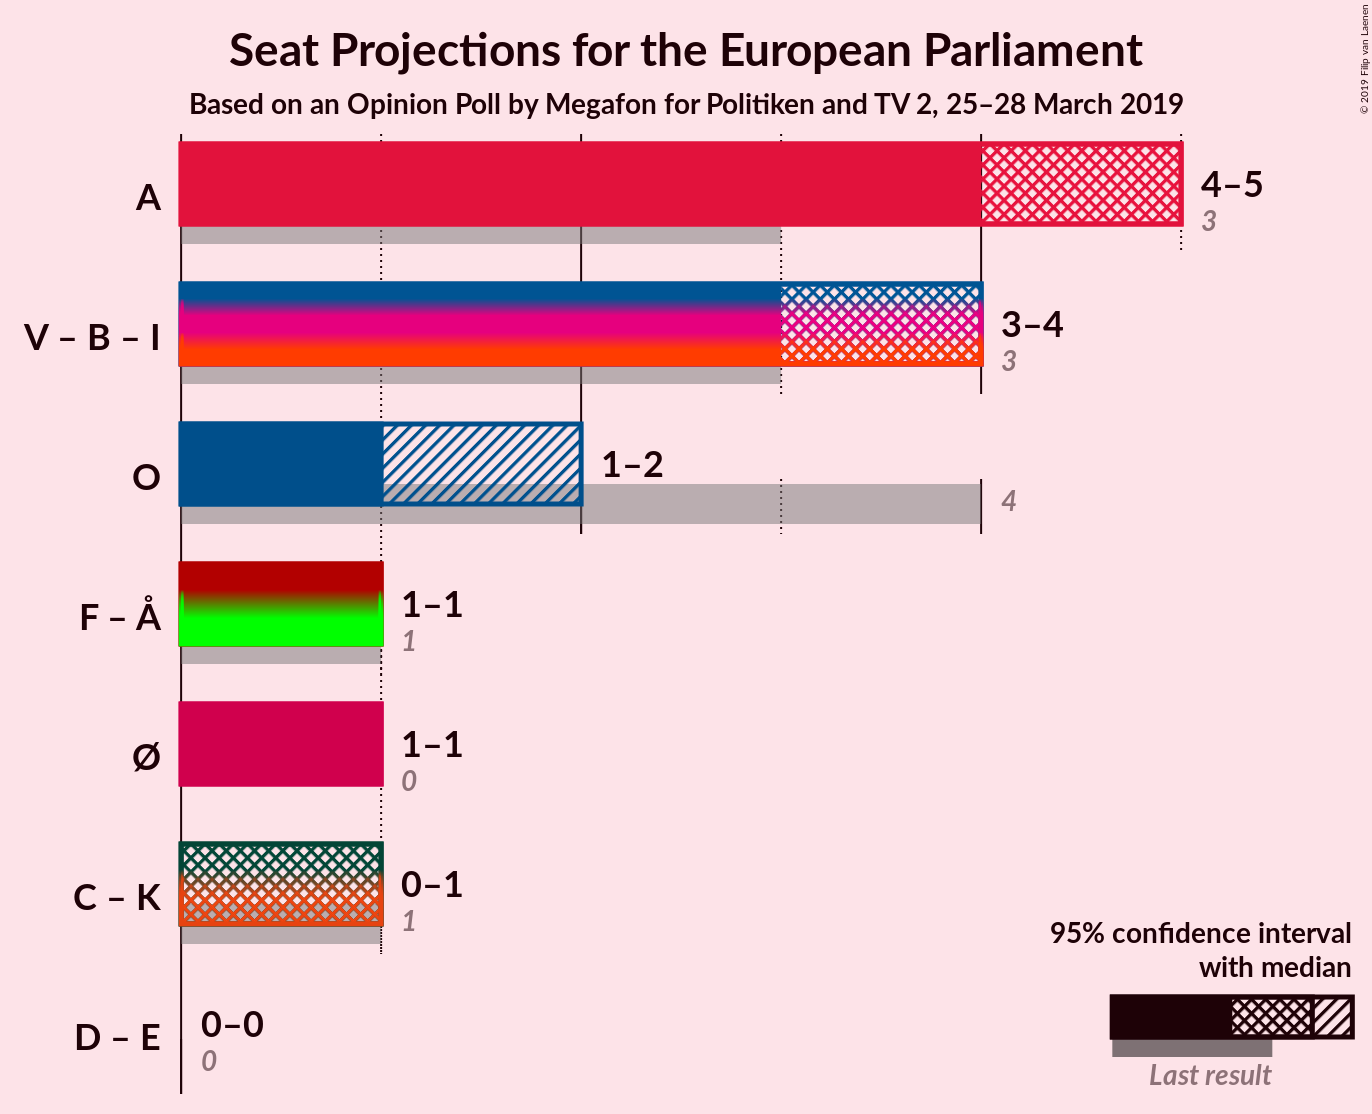 Seat Projections for the European Parliament
Based on an Opinion Poll by Megafon for Politiken and TV 2, 25–28 March 2019
© 2019 Filip van Laenen
A
4–5
3
V – B – I
3–4
3
O
1–2
4
F – Å
1–1
1
Ø
1–1
0
C – K
0–1
1
D – E
0–0
0
95% confidence interval
with median
Last result